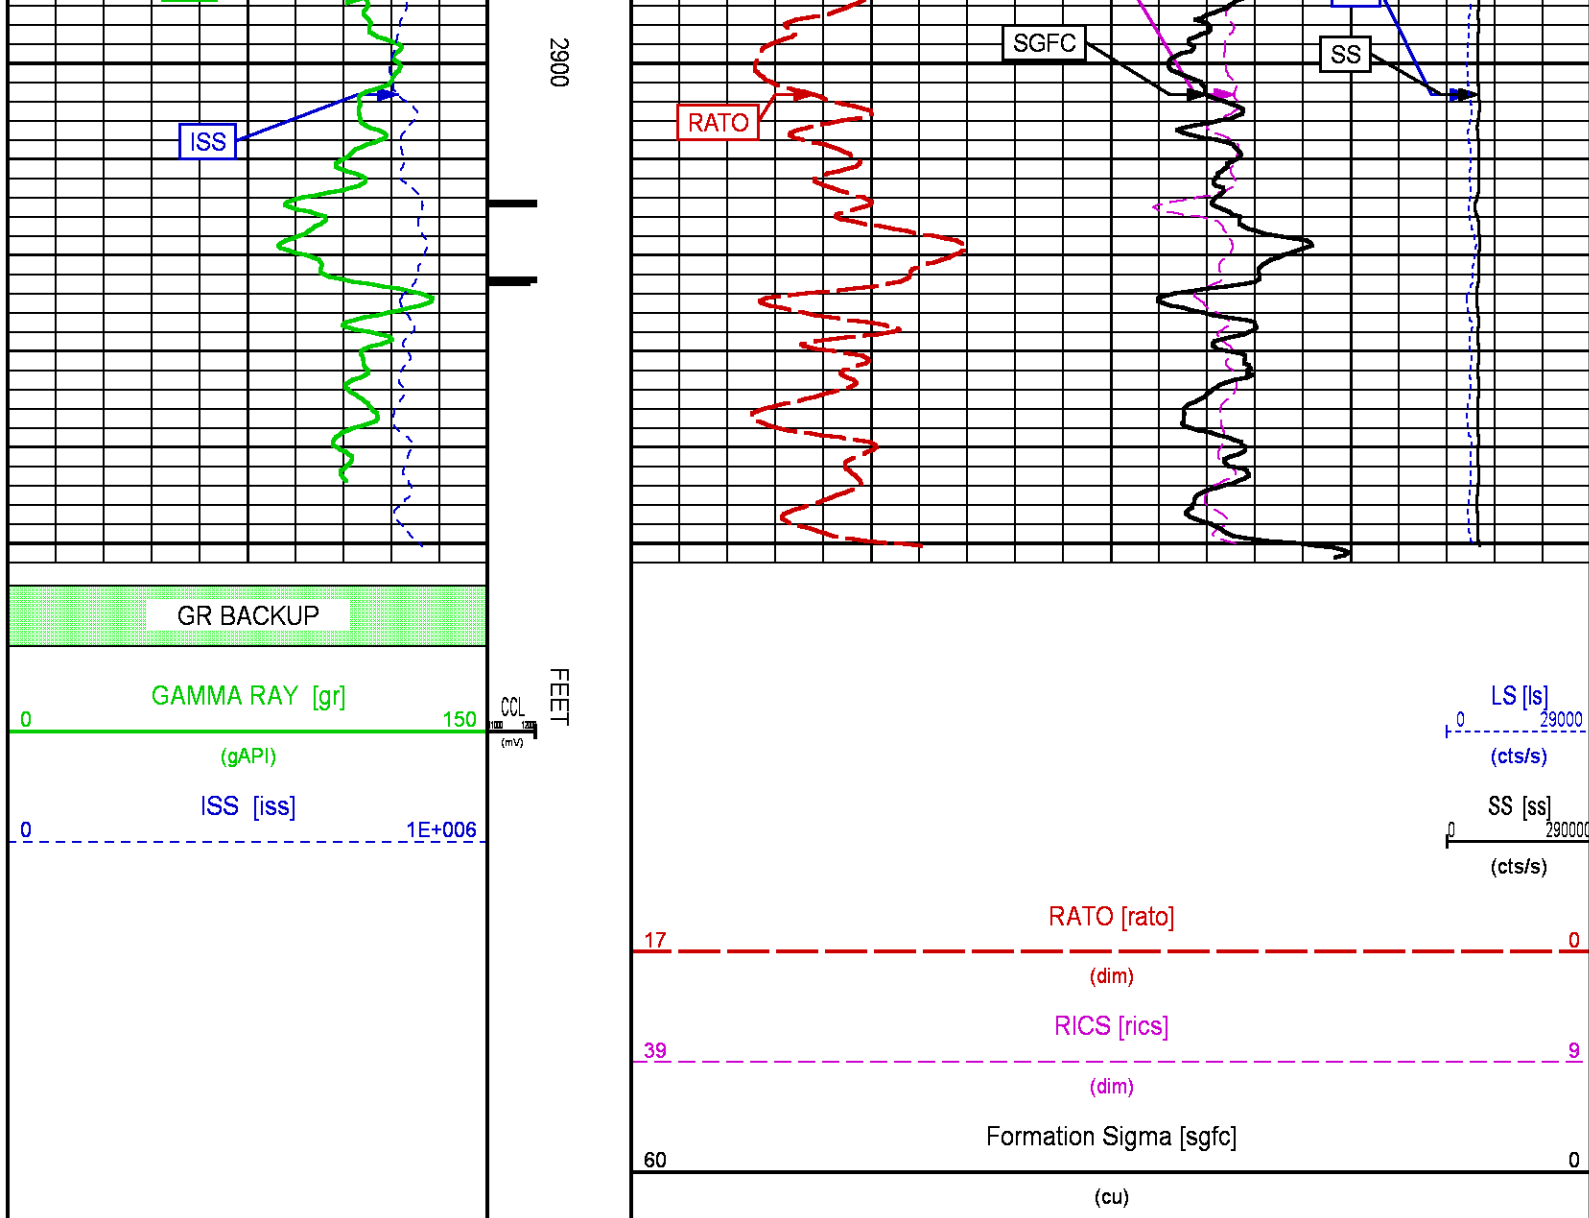 2900
SGFC
SS
RATO
ISS
GR BACKUP
FEET
GAMMA RAY [gr]
0 150
(gAPI)
CCL
(mV)
ISS [iss]
0 1E+006
LS [ls]
0 29000
(cts/s)
SS [ss]
0 290000
(cts/s)
RATO [rato]
17 0
(dim)
RICS [rics]
39 9
(dim)
Formation Sigma [sgfc]
60 0
(cu)